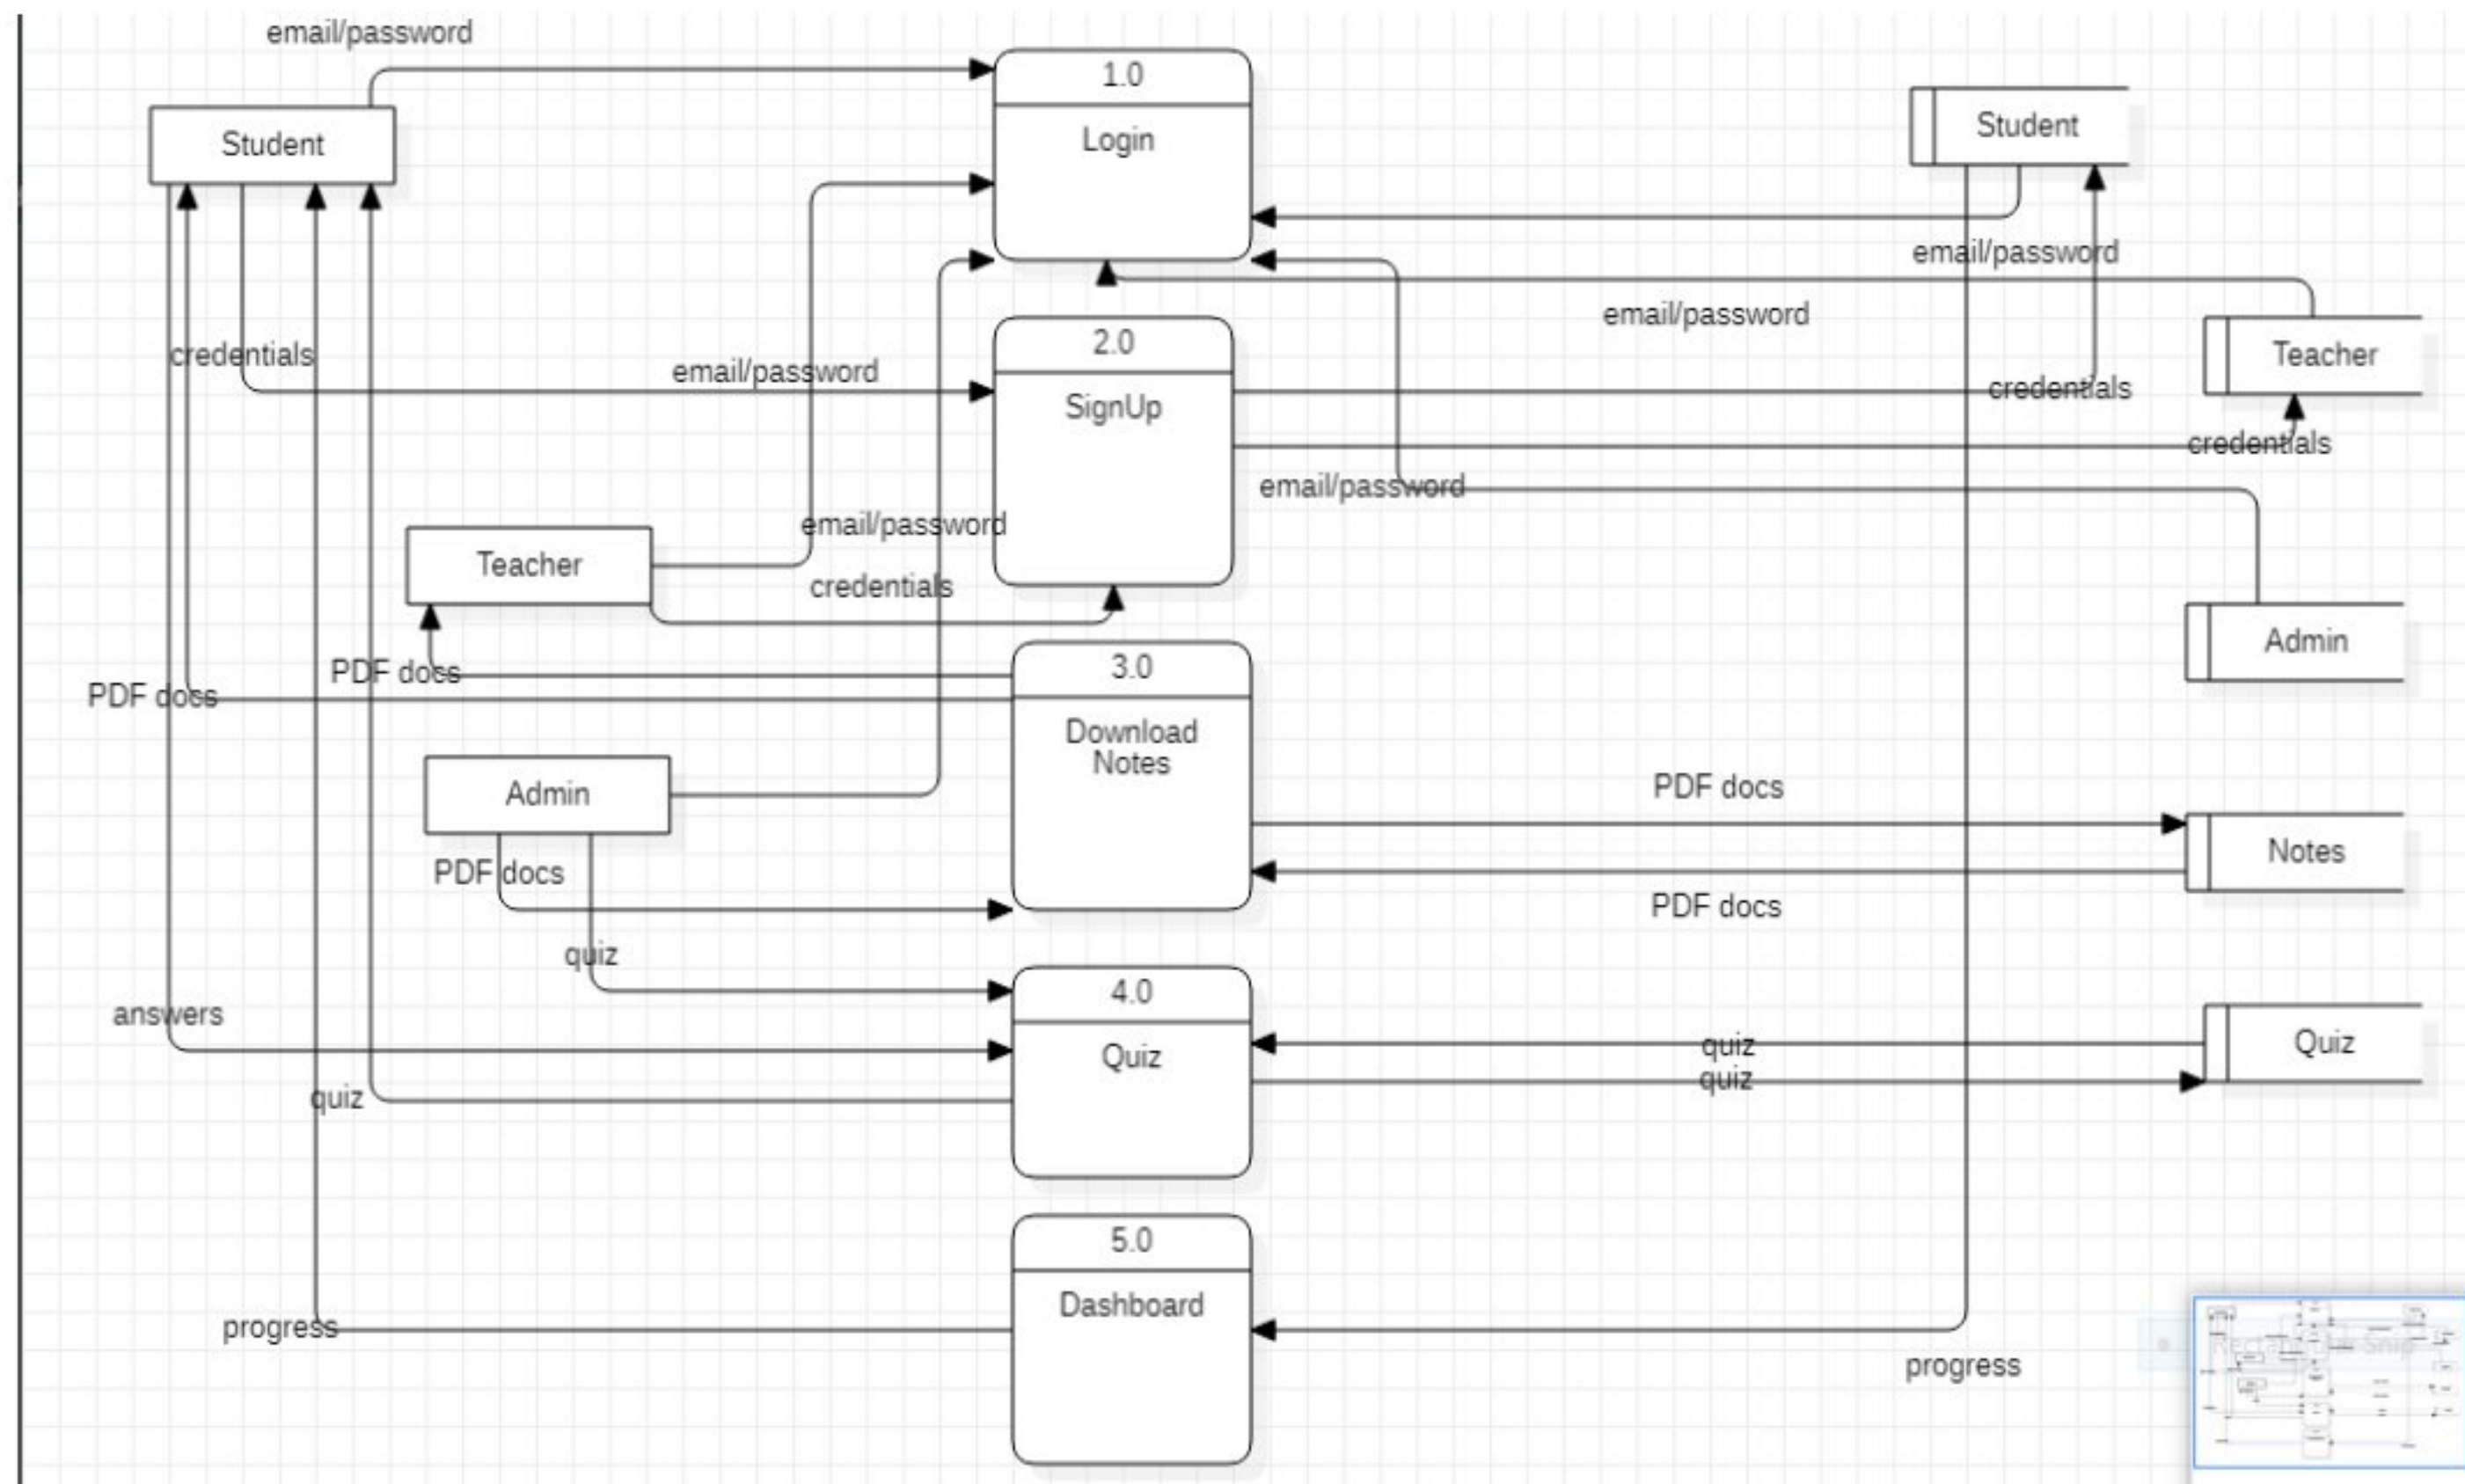 email/password
1.0
Login
Student
Student
email/password
email/password
2.0
SignUp
Teacher
credentials
email/password
credentials
credentials
email/password
email/password
Teacher
credentials
3.0
Download
Notes
Admin
PDF docs
PDF docs
Admin
PDF docs
Notes
PDF docs
PDF docs
quiz
4.0
Quiz
answers
quiz
quiz
Quiz
quiz
5.0
Dashboard
progress
progress
Rectangular Snip